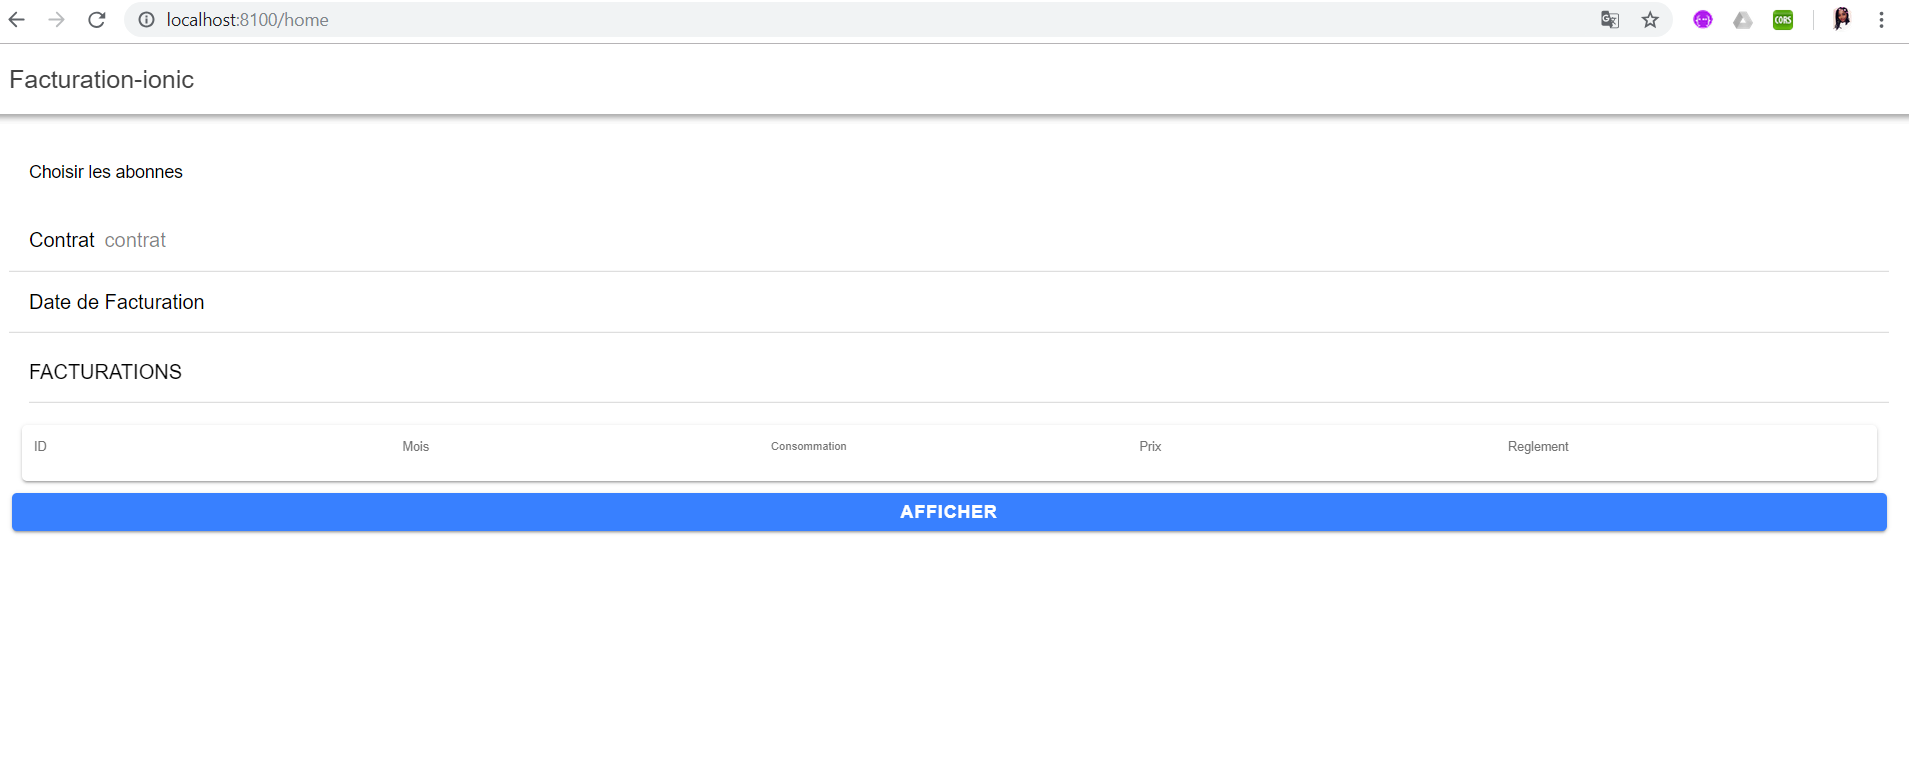 localhost:8100/home
CORS
Facturation-ionic
Choisir les abonnes
Contrat contrat
Date de Facturation
FACTURATIONS
ID Mois Consommation Prix Reglement
AFFICHER